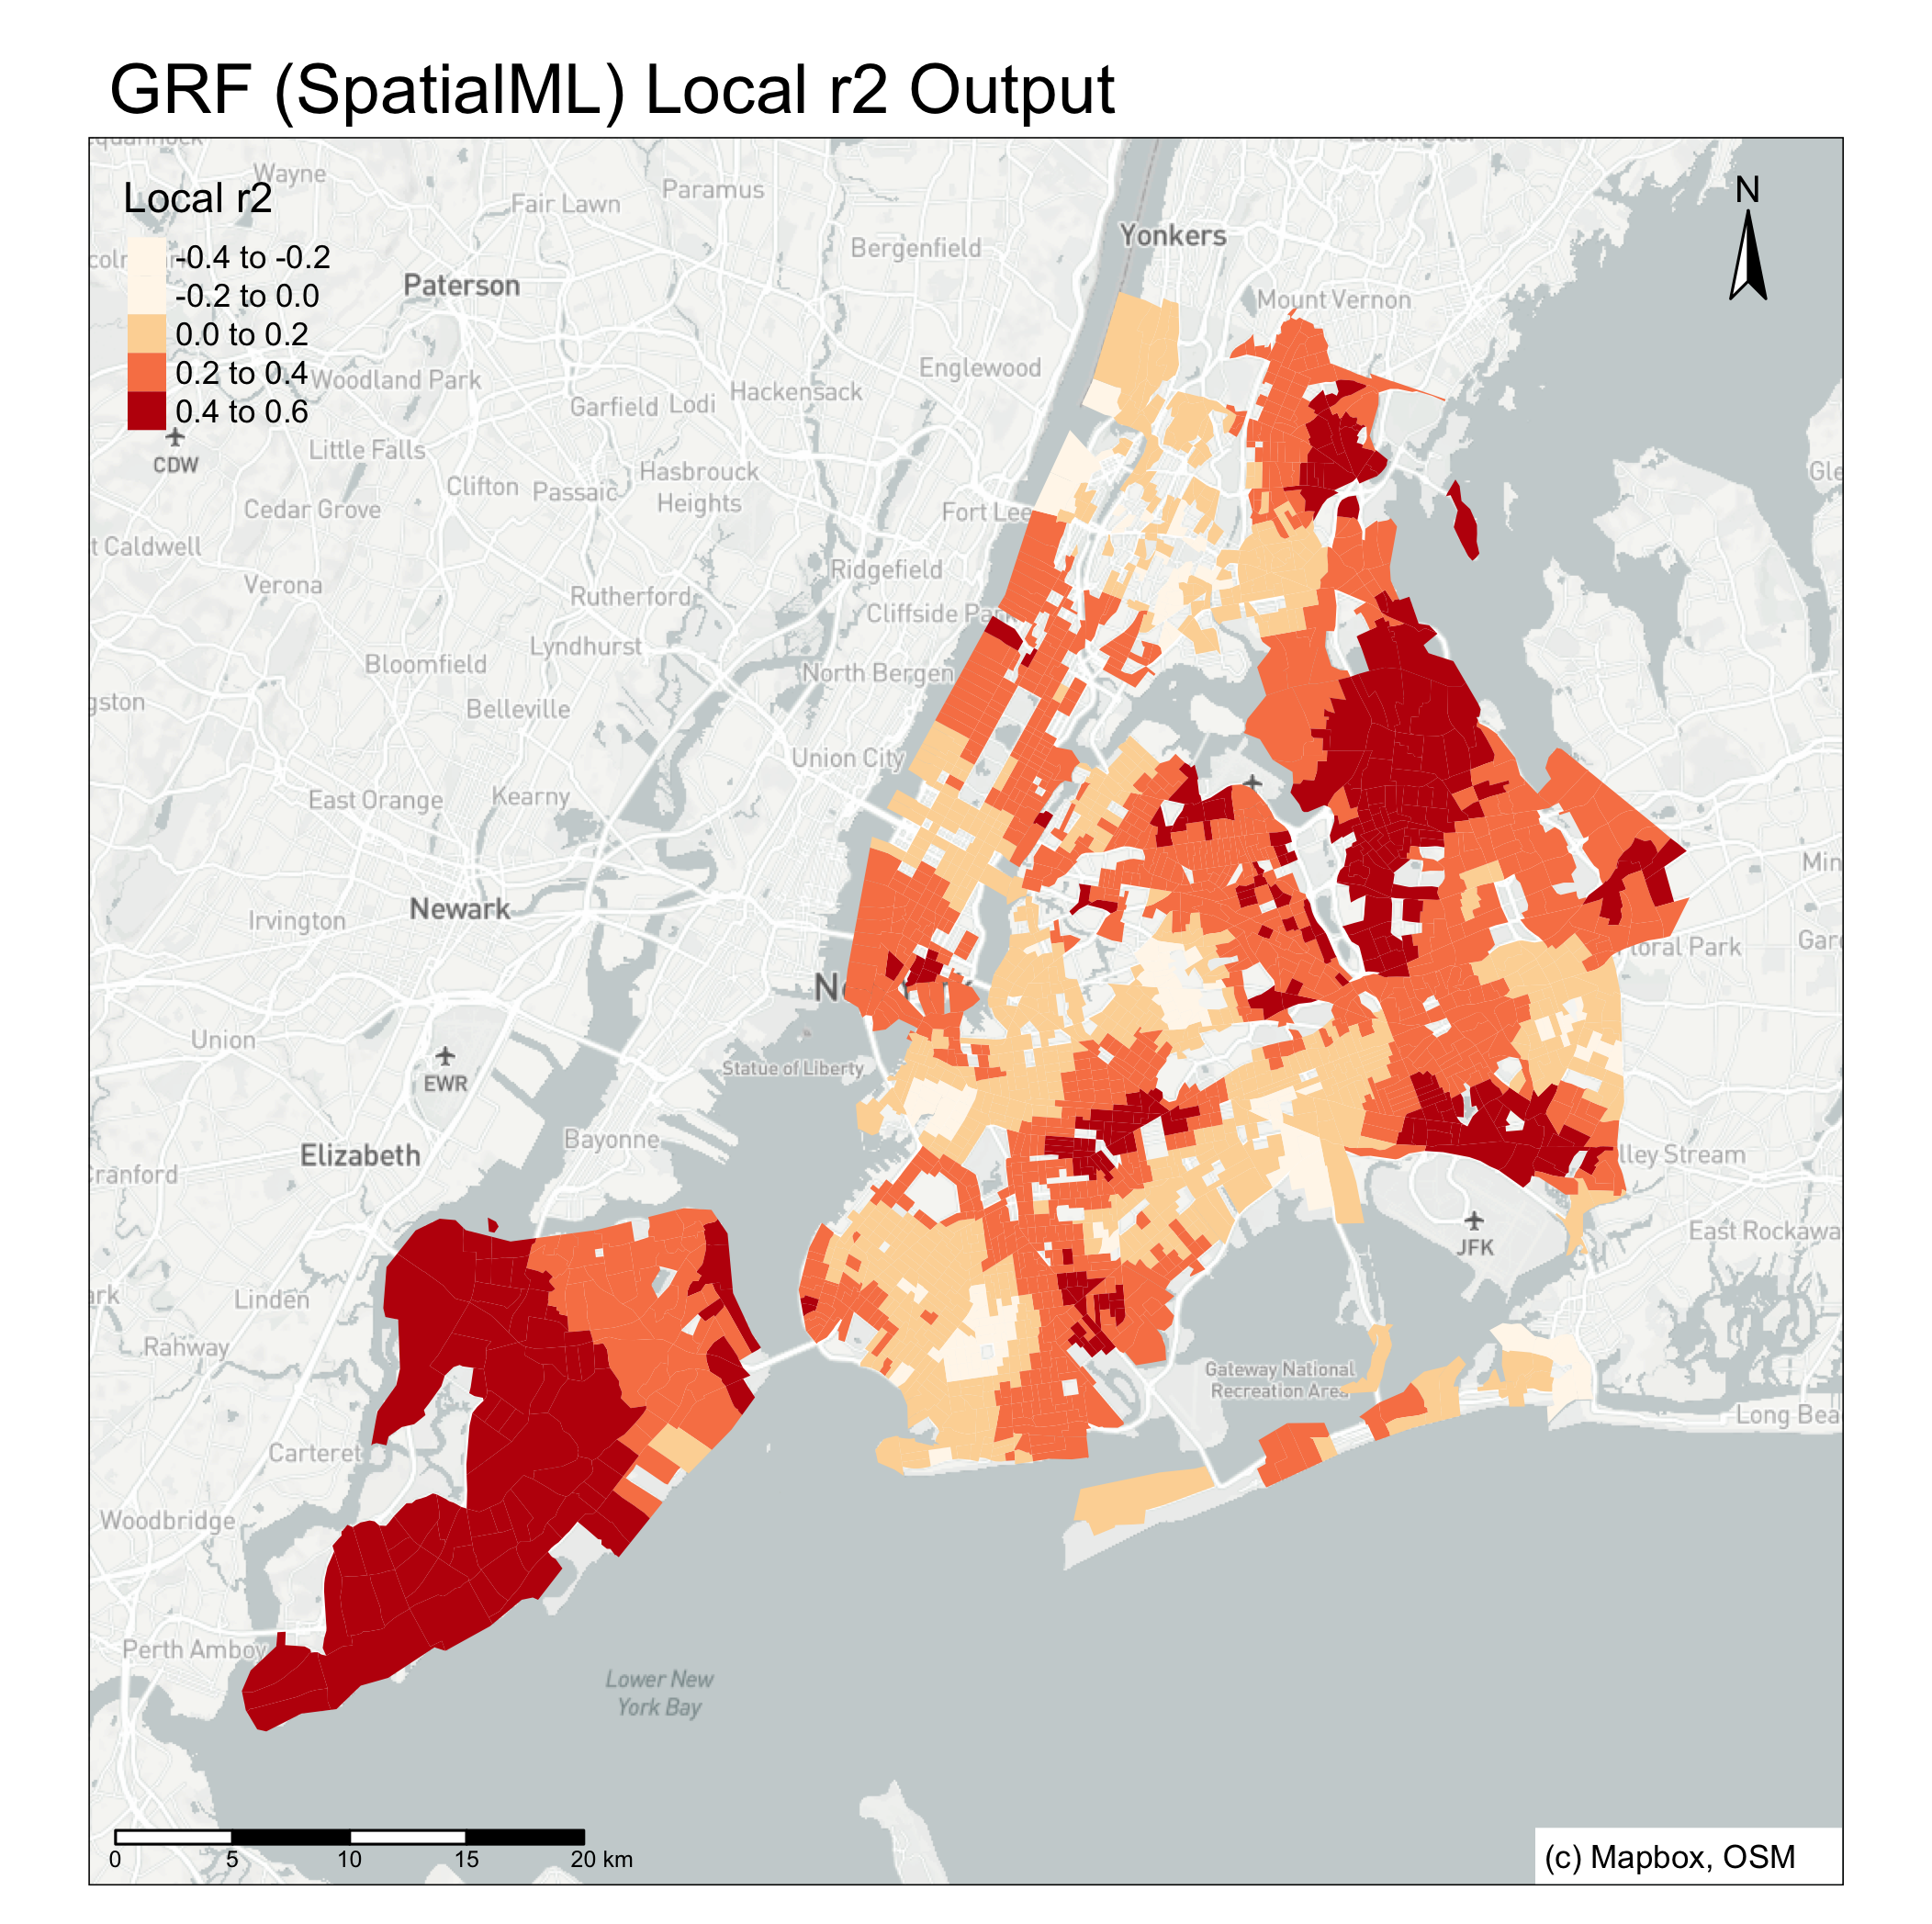 GRF (SpatialML) Local r2 Output
Wayne
Paramus
Local r2
Fair Lawn
N
Yonkers
Bergenfield
-0.4 to -0.2
Paterson
-0.2 to 0.0
Mount Vernon
0.0 to 0.2
Englewood
0.2 to 0.4
Woodland Park
Hackensack
Garfield
Lodi
0.4 to 0.6
Little Falls
CDW
Hasbrouck
Heights
Clifton
Passaic
Cedar Grove
Fort Lee
t Caldwell
Ridgefield
Verona
Rutherford
Cliffside Par
Lyndhurst
Bloomfield
North Bergen
gston
Belleville
Union City
East Orange
Kearny
Min
Newark
Irvington
loral Park
Gar
Union
Statue of Liberty
EWR
Bayonne
Elizabeth
lley Stream
Cranford
East Rockawa
JFK
ark
Linden
Rahway
Gateway National
Recreation Area
Long Bea
Carteret
Woodbridge
Perth Amboy
Lower New
York Bay
0 5 10 15 20 km
(c) Mapbox, OSM